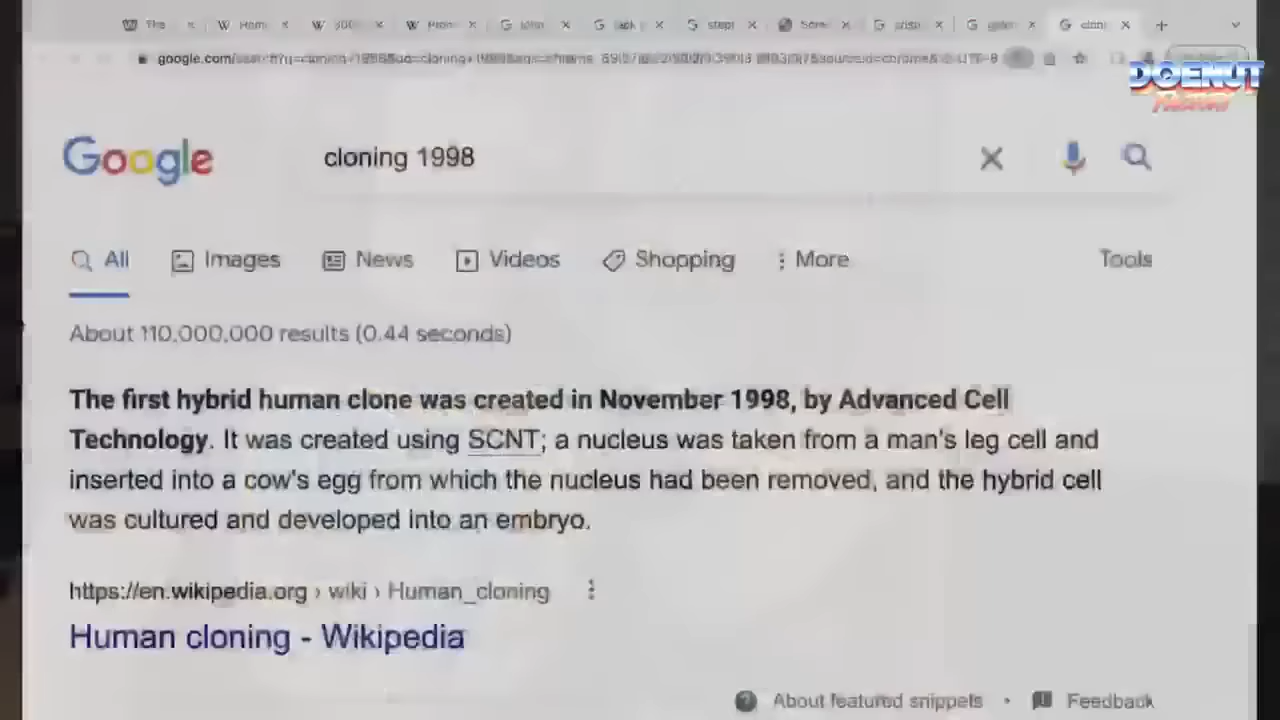 The
DOENUT
Factory
Google
cloning 1998
All
Images
News
Videos
Shopping
More
Tools
About 110,000,000 results (0.44 seconds)
The first hybrid human clone was created in November 1998, by Advanced Cell
Technology. It was created using SCNT; a nucleus was taken from a man's leg cell and
inserted into a cow's egg from which the nucleus had been removed, and the hybrid cell
was cultured and developed into an embryo.
https://en.wikipedia.org › wiki › Human_cloning
Human cloning - Wikipedia
About featured snippets • Feedback